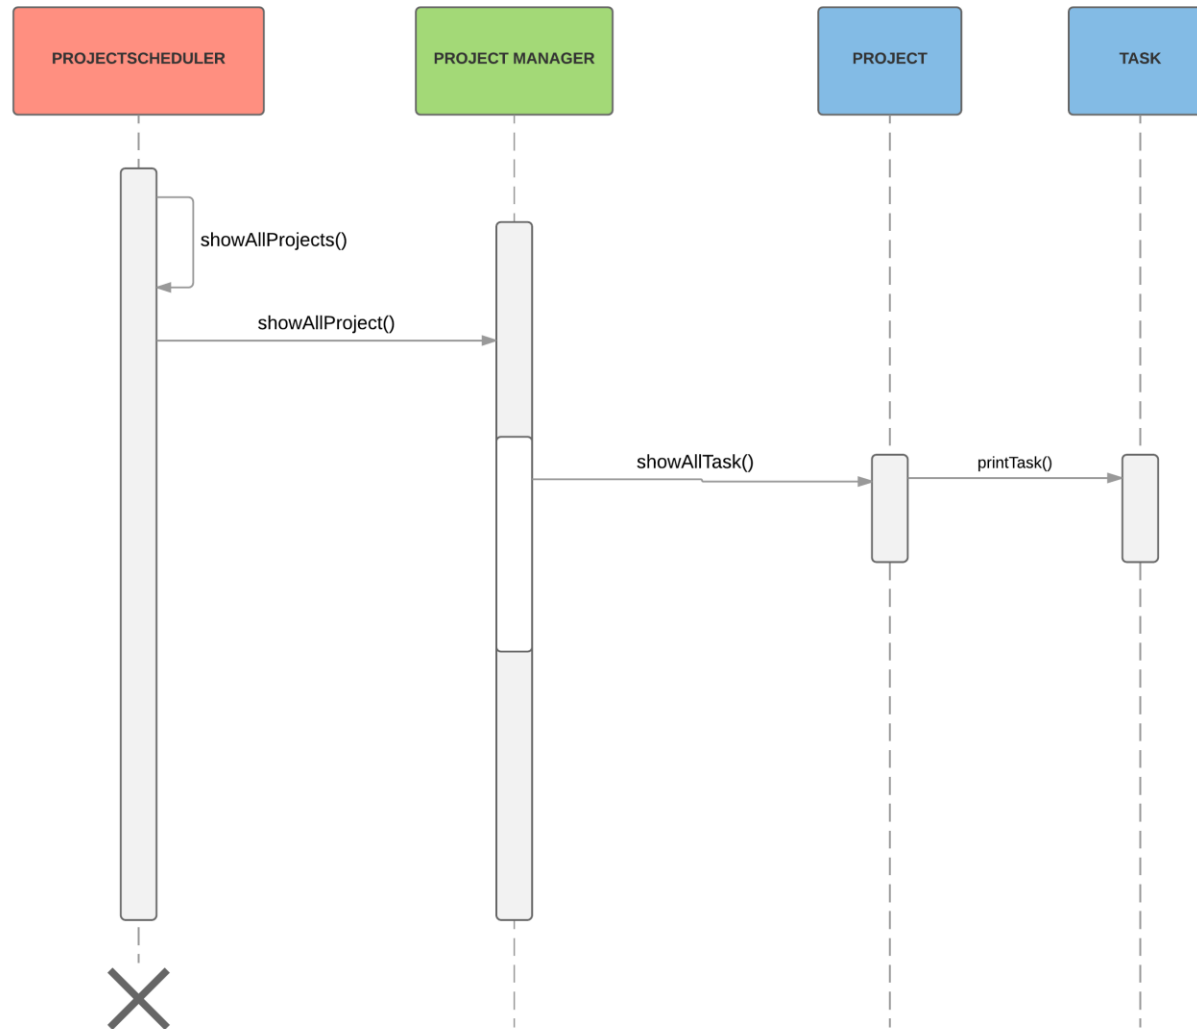 PROJECTSCHEDULER
PROJECT MANAGER
PROJECT
TASK
showAllProjects()
showAllProject()
showAllTask()
printTask()